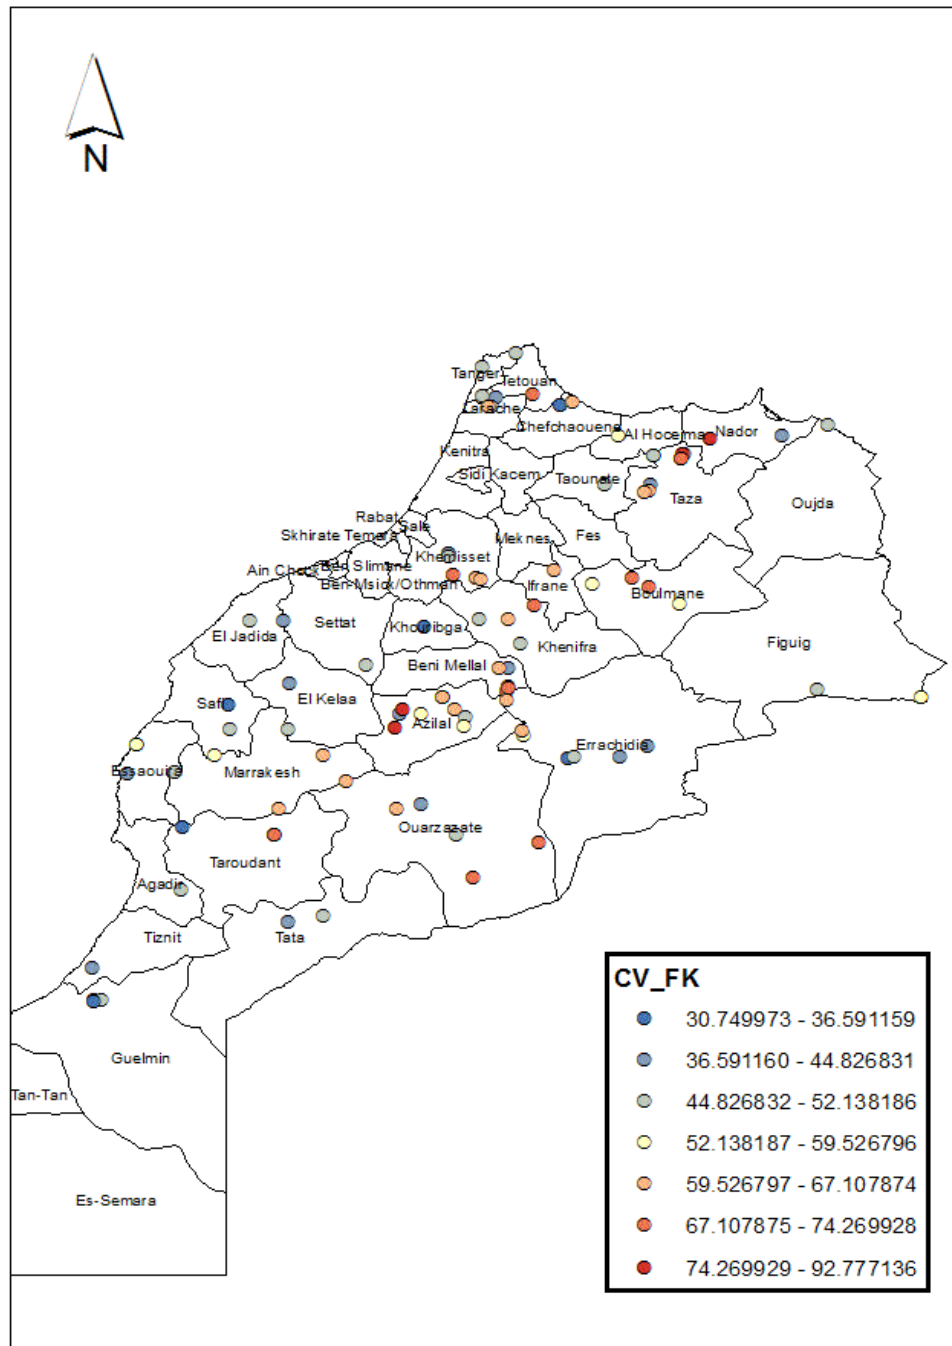 N
Tanger
Tetouan
Larache
Chefchaouene
Al Hocema
Nador
Kenitra
Sidi Kacem
Taounate
Taza
Oujda
Rabat
Sale
Skhirate Temara
Khemisset
Meknes
Fes
Ain Chock
Ben Slimane
Ben-Msick/Othman
Ifrane
Boulmane
El Jadida
Settat
Khouribga
Khenifra
Figuig
Beni Mellal
Safi
El Kelaa
Azilal
Errachidia
Essaouira
Marrakesh
Ouarzazate
Taroudant
Agadir
Tiznit
Tata
Guelmin
Tan-Tan
Es-Semara
CV_FK
30.749973 - 36.591159
36.591160 - 44.826831
44.826832 - 52.138186
52.138187 - 59.526796
59.526797 - 67.107874
67.107875 - 74.269928
74.269929 - 92.777136